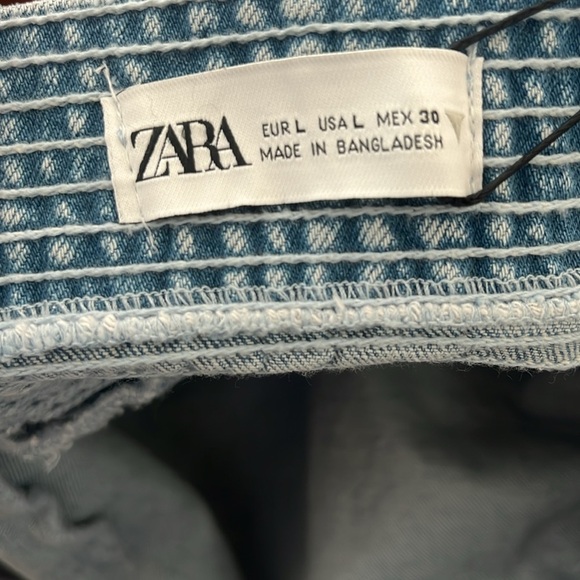 ZARA
EUR L USA L MEX 30
MADE IN BANGLADESH